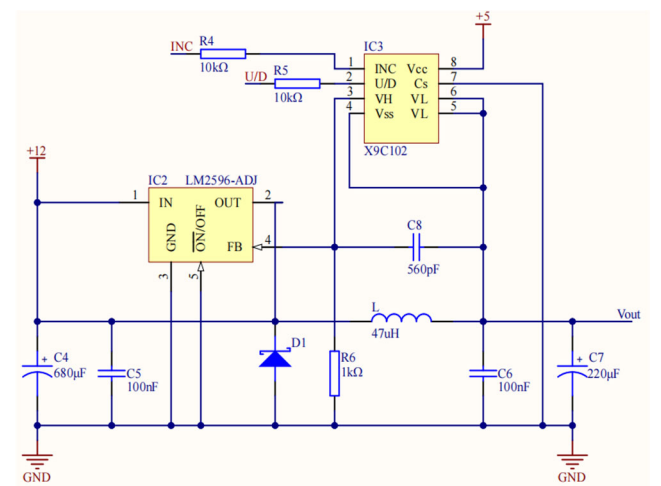 +5
IC3
INC
R4
10kΩ
1
INC
Vcc
8
U/D
R5
10kΩ
2
U/D
Cs
7
3
VH
VL
6
4
Vss
VL
5
X9C102
+12
IC2
LM2596-ADJ
1
IN
OUT
2
GND
ON/OFF
FB
4
3
5
C8
560pF
L
47uH
Vout
C4
+
680μF
C5
100nF
D1
R6
1kΩ
C6
100nF
+
C7
220μF
GND
GND